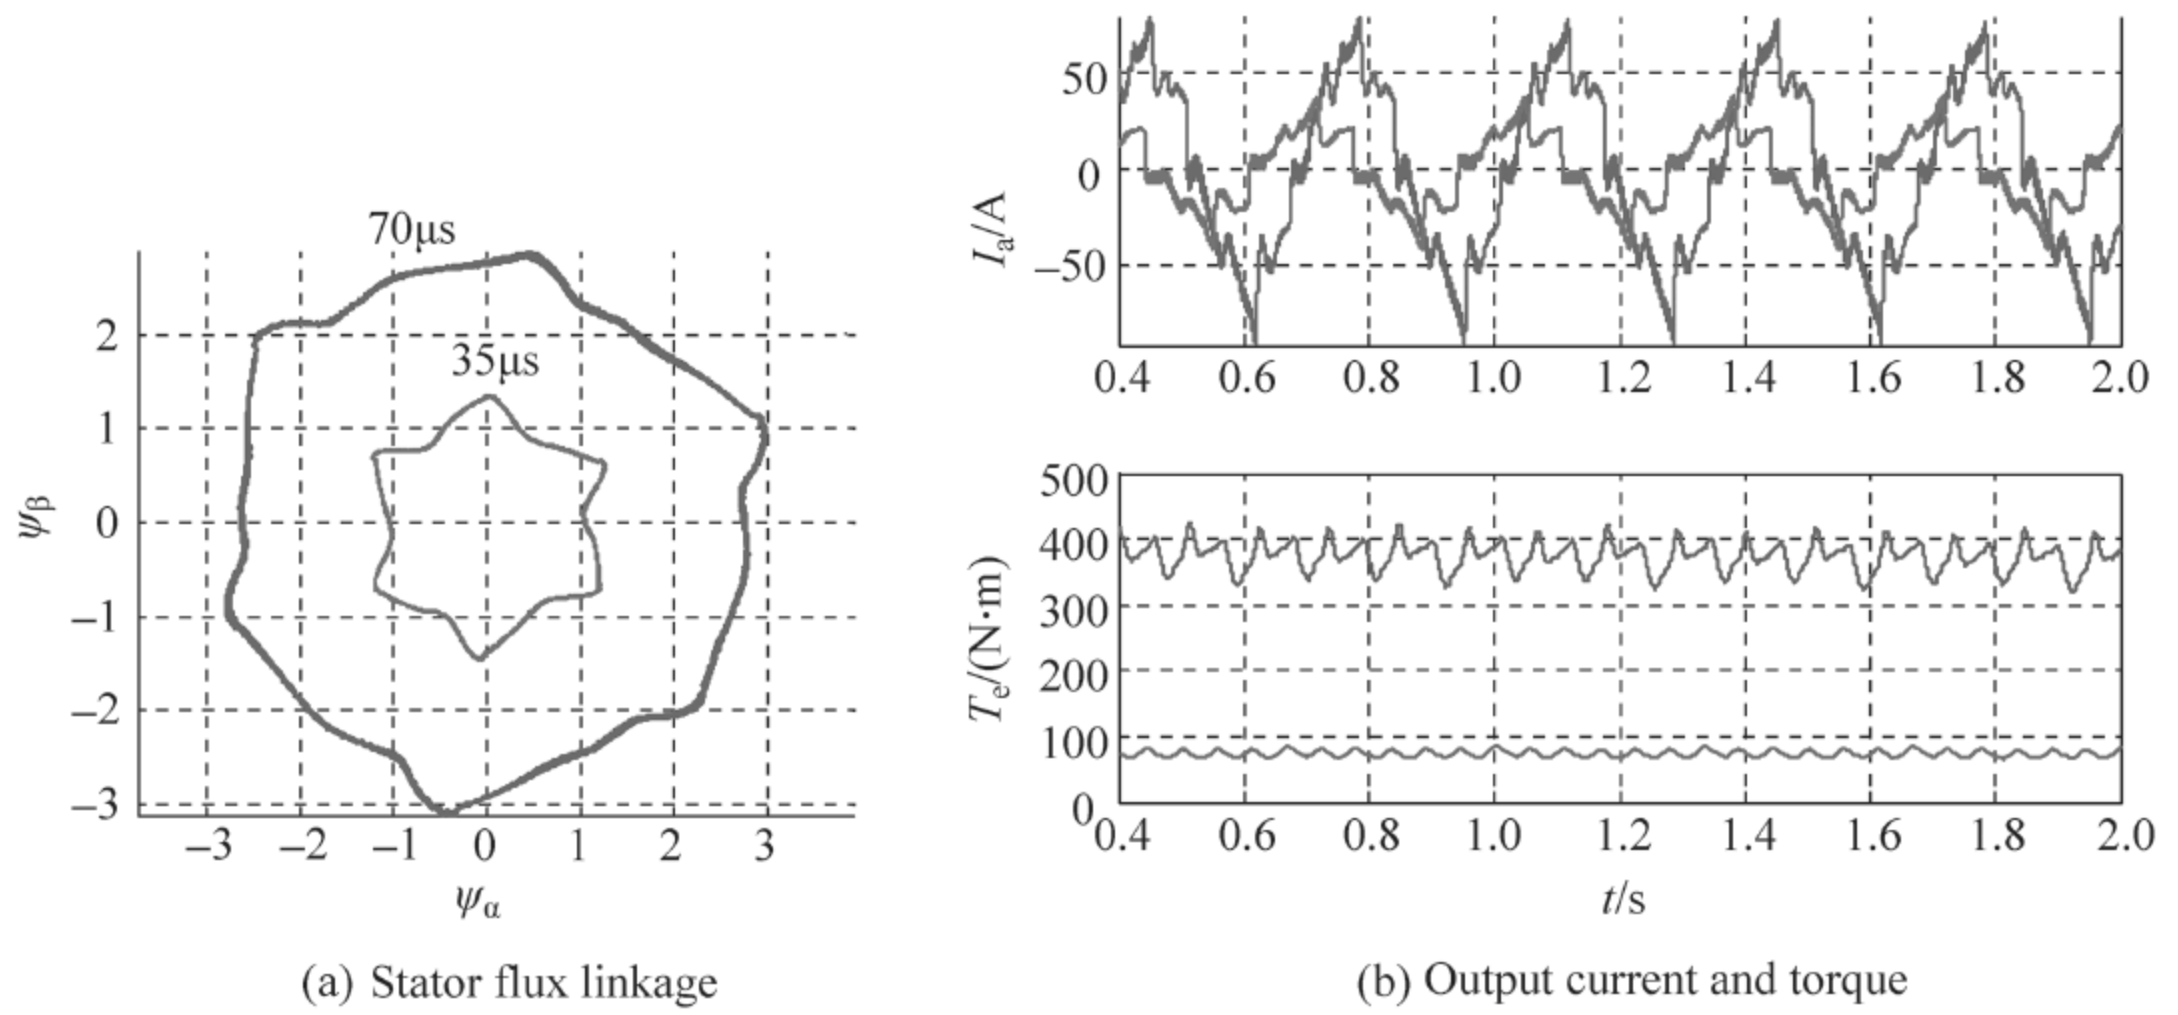 70μs
35μs
2
1
0
−1
−2
−3
−3 −2 −1 0 1 2 3
ψβ
ψα
(a) Stator flux linkage
50
0
−50
Ia/A
0.4 0.6 0.8 1.0 1.2 1.4 1.6 1.8 2.0
500
400
300
200
100
0
Te/(N·m)
0.4 0.6 0.8 1.0 1.2 1.4 1.6 1.8 2.0
t/s
(b) Output current and torque